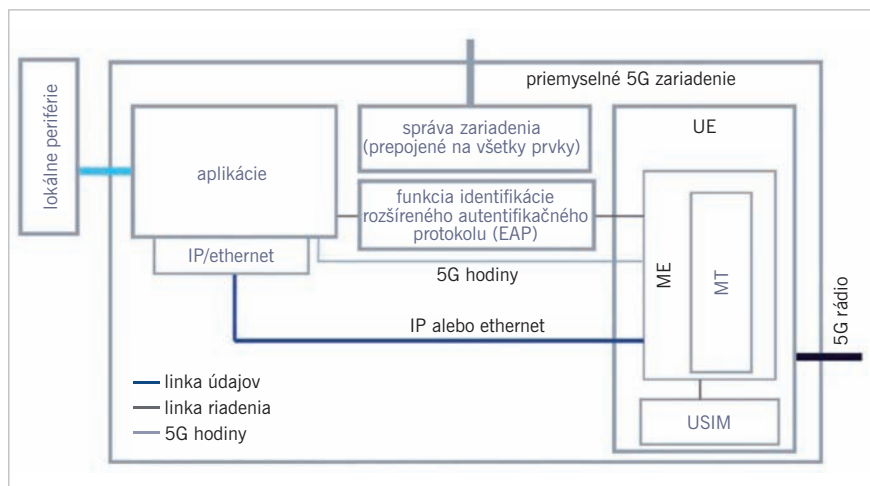 priemyselné 5G zariadenie
lokálne periférie
aplikácie
správa zariadenia
(prepojené na všetky prvky)
UE
funkcia identifikácie
rozšíreného autentifikačného
protokolu (EAP)
IP/ethernet
5G hodiny
ME
MT
IP alebo ethernet
5G rádio
linka údajov
linka riadenia
5G hodiny
USIM